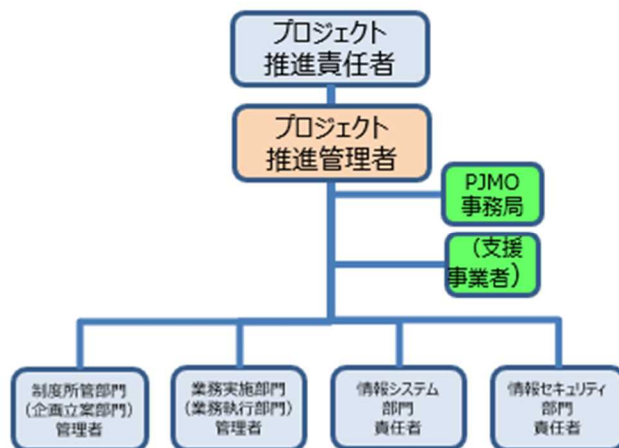 プロジェクト
推進責任者
プロジェクト
推進管理者
PJMO
事務局
（支援
事業者）
制度所管部門
(企画立案部門)
管理者
業務実施部門
(業務執行部門)
管理者
情報システム
部門
責任者
情報セキュリティ
部門
責任者